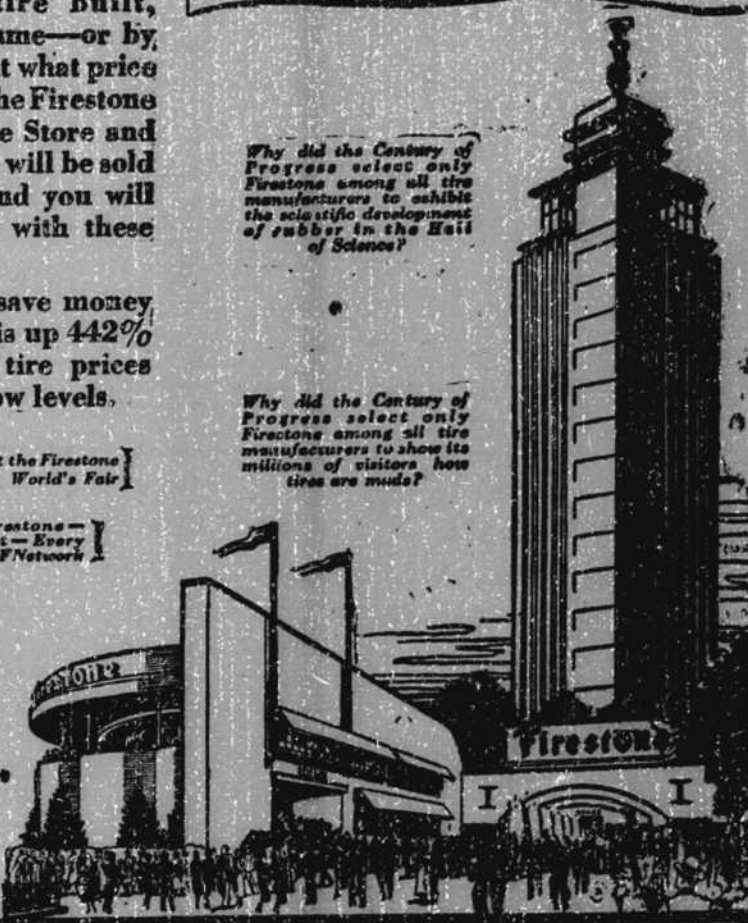 tire built,
ame—or by
t what price
he Firestone
e Store and
will be sold
nd you will
with these
save money
is up 442%
tire prices
ow levels.
t the Firestone
World's Fair]
restone—
t—Every
F Network]
Why did the Century of
Progress select only
Firestone among all tire
manufacturers to exhibit
the scientific development
of rubber in the Hall
of Science?
Why did the Century of
Progress select only
Firestone among all tire
manufacturers to show its
millions of visitors how
tires are made?
Firestone
Firestone